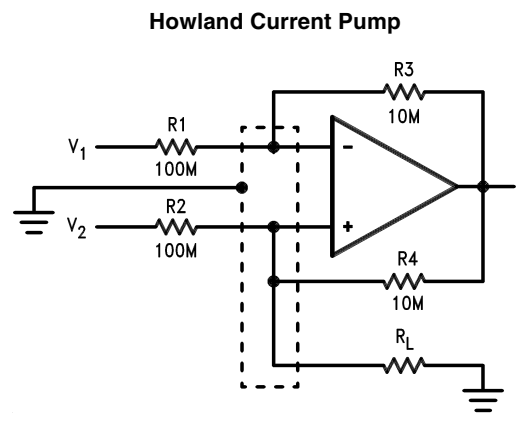 Howland Current Pump
R3
10M
R1
V1
100M
−
R2
V2
100M
+
R4
10M
RL